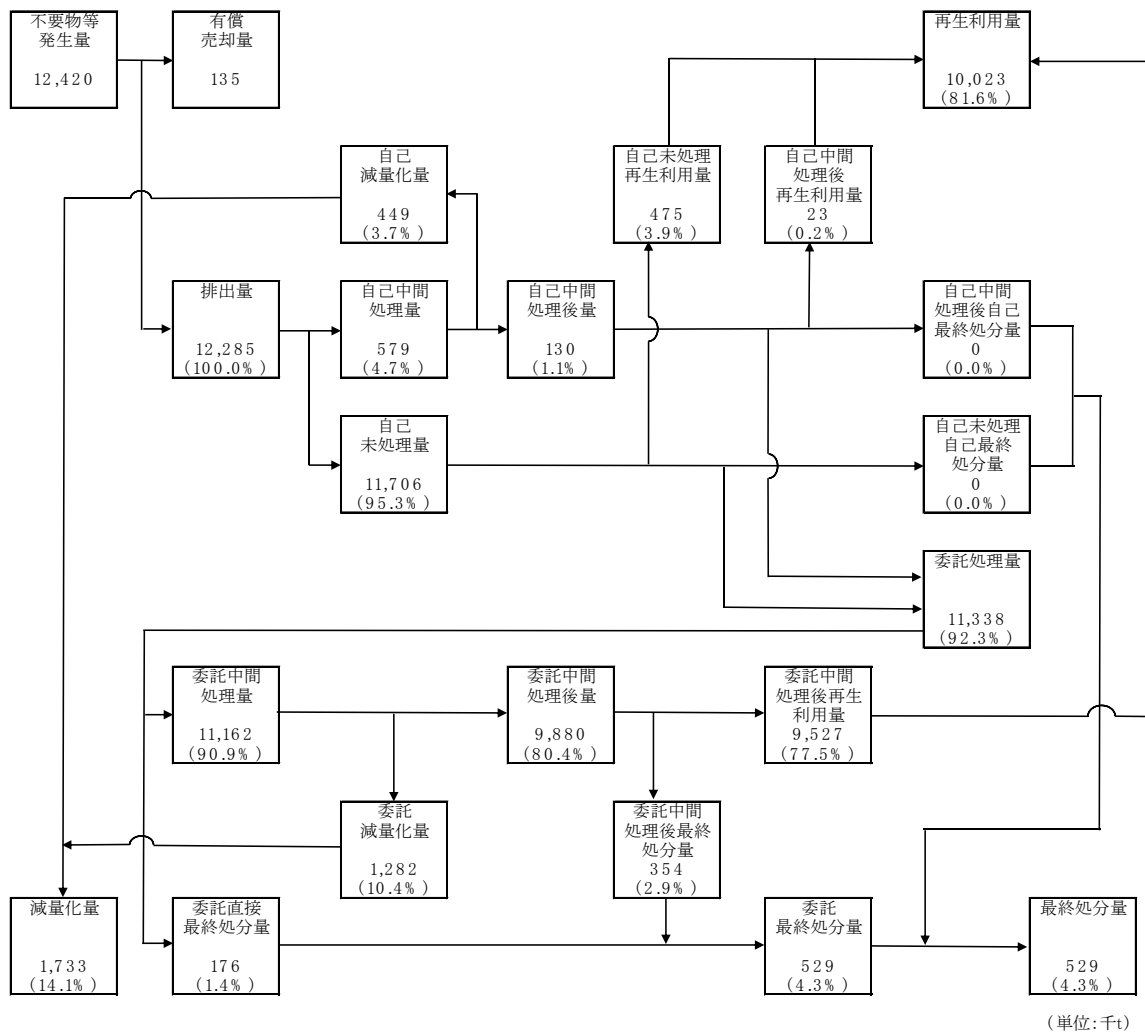 不要物等
発生量
12,420
有償
売却量
135
再生利用量
10,023
(81.6%)
自己
減量化量
449
(3.7%)
自己未処理
再生利用量
475
(3.9%)
自己中間
処理後
再生利用量
23
(0.2%)
排出量
12,285
(100.0%)
自己中間
処理量
579
(4.7%)
自己中間
処理後量
130
(1.1%)
自己中間
処理後自己
最終処分量
0
(0.0%)
自己
未処理量
11,706
(95.3%)
自己未処理
自己最終
処分量
0
(0.0%)
委託処理量
11,338
(92.3%)
委託中間
処理量
11,162
(90.9%)
委託中間
処理後量
9,880
(80.4%)
委託中間
処理後再生
利用量
9,527
(77.5%)
委託
減量化量
1,282
(10.4%)
委託中間
処理後最終
処分量
354
(2.9%)
減量化量
1,733
(14.1%)
委託直接
最終処分量
176
(1.4%)
委託
最終処分量
529
(4.3%)
最終処分量
529
(4.3%)
(単位:千t)